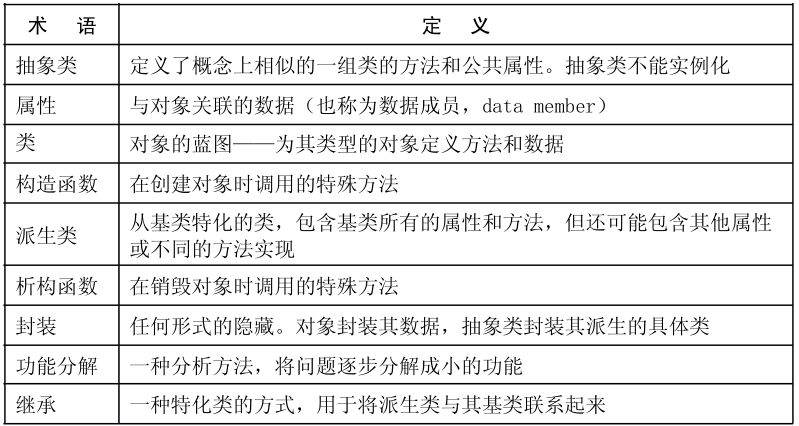 术 语 定 义
抽象类 定义了概念上相似的一组类的方法和公共属性。抽象类不能实例化
属性 与对象关联的数据（也称为数据成员，data member）
类 对象的蓝图——为其类型的对象定义方法和数据
构造函数 在创建对象时调用的特殊方法
派生类 从基类特化的类，包含基类所有的属性和方法，但还可能包含其他属性
或不同的方法实现
析构函数 在销毁对象时调用的特殊方法
封装 任何形式的隐藏。对象封装其数据，抽象类封装其派生的具体类
功能分解 一种分析方法，将问题逐步分解成小的功能
继承 一种特化类的方式，用于将派生类与其基类联系起来